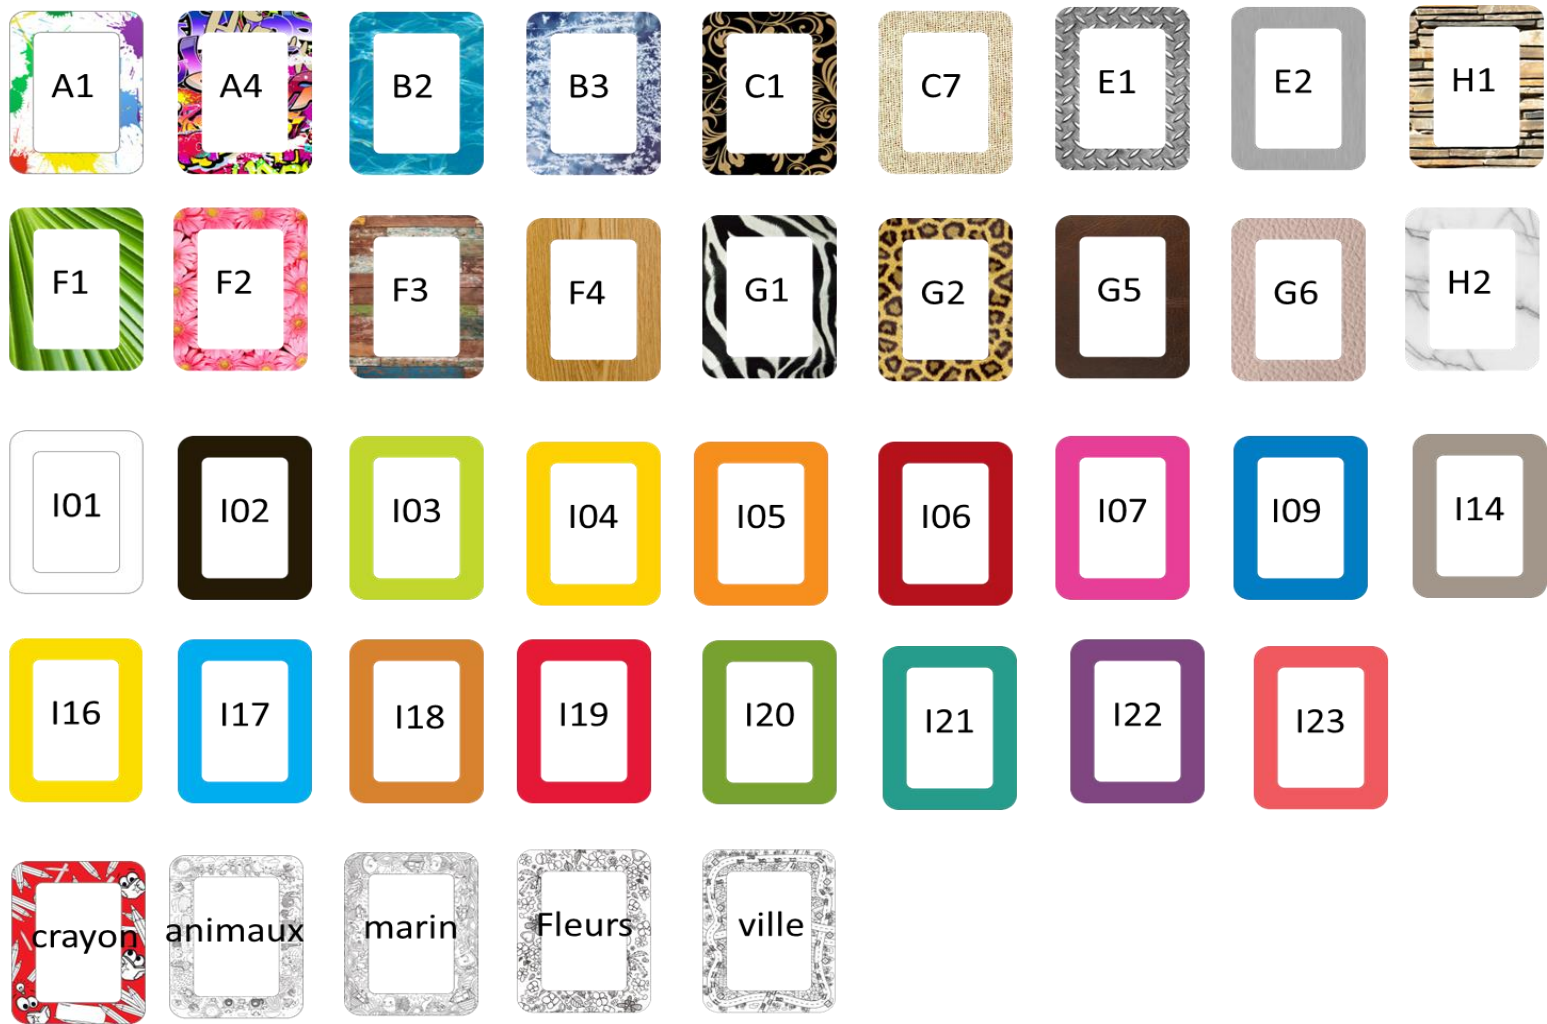 A1 A4 B2 B3 C1 C7 E1 E2 H1
F1 F2 F3 F4 G1 G2 G5 G6 H2
I01 I02 I03 I04 I05 I06 I07 I09 I14
I16 I17 I18 I19 I20 I21 I22 I23
crayon animaux marin Fleurs ville